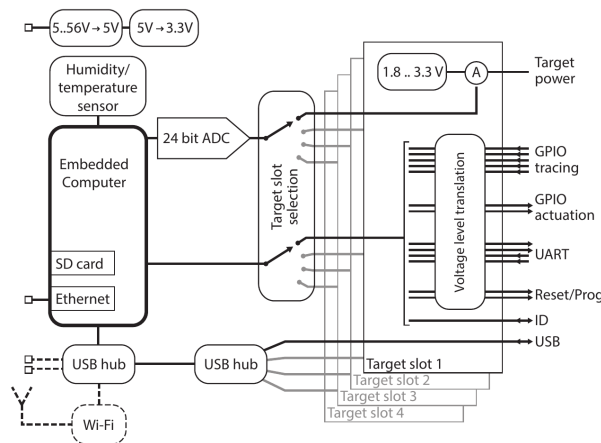 5..56V→5V
5V→3.3V
Humidity/
temperature
sensor
24 bit ADC
Embedded
Computer
SD card
Ethernet
USB hub
Wi-Fi
USB hub
Target slot
selection
1.8 .. 3.3 V
A
Target
power
Voltage level translation
GPIO
tracing
GPIO
actuation
UART
Reset/Prog
ID
USB
Target slot 1
Target slot 2
Target slot 3
Target slot 4